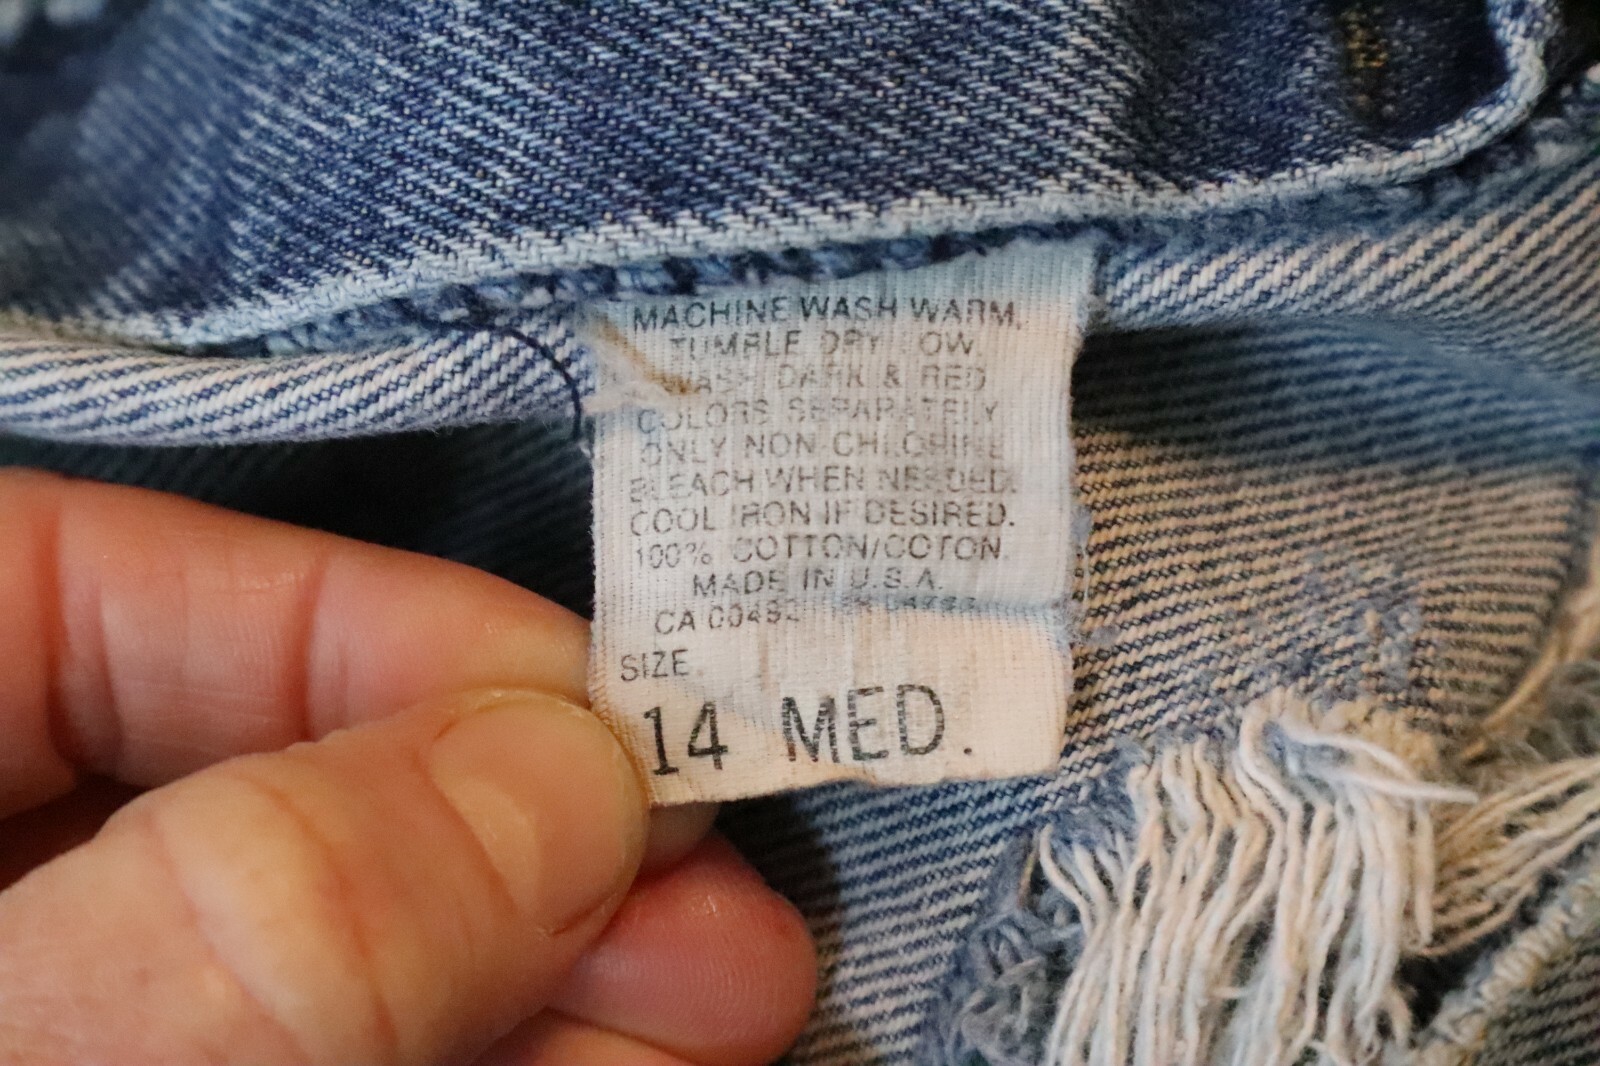 MACHINE WASH WARM,
TUMBLE DRY LOW.
WASH DARK & RED
COLORS SEPARATELY
ONLY NON CHLORINE
BLEACH WHEN NEEDED.
COOL IRON IF DESIRED.
100% COTTON/COTON.
MADE IN U.S.A.
CA
SIZE
14 MED.